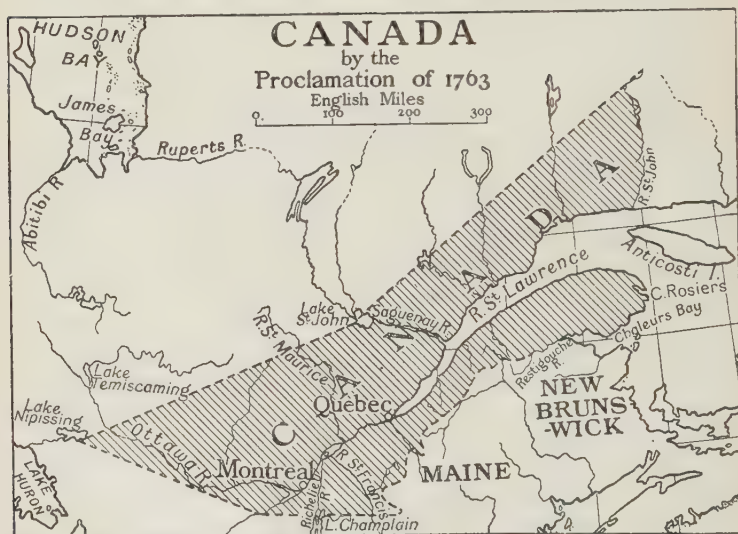 CANADA
by the
Proclamation of 1763
English Miles
0. 100 200 300
HUDSON
BAY
James
Bay
Ruperts R.
Abitibi R
R. St John
CANADA
Anticosti I.
R. St Lawrence
C. Rosiers
Chaleurs Bay
Lake
St John
Saguenay R.
R. St Maurice
Restigouche
R.
Lake
Temiscaming
Quebec
NEW
BRUNS-
-WICK
Lake
Nipissing
Ottawa R.
Montreal
R. St Francis
MAINE
Richelieu
R.
LAKE
HURON
L. Champlain